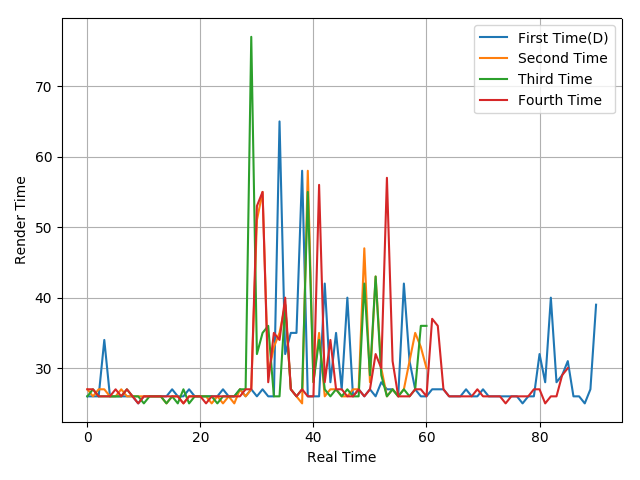 First Time(D)
Second Time
Third Time
Fourth Time
70
60
50
40
30
Render Time
0 20 40 60 80
Real Time